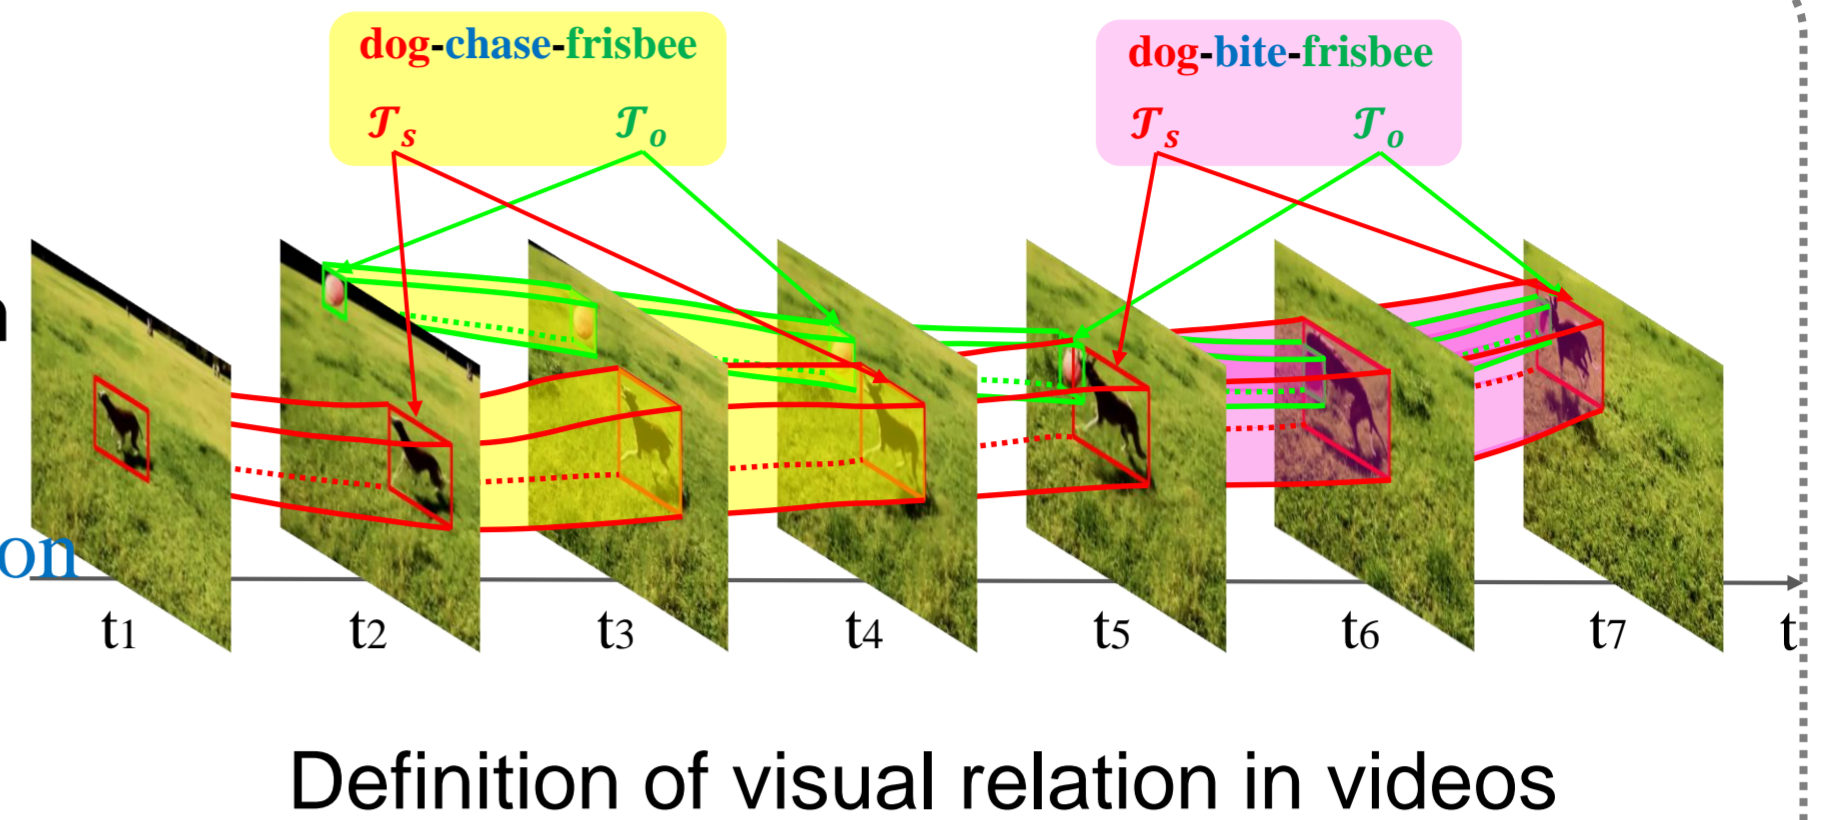 dog-chase-frisbee
𝒯s 𝒯o
dog-bite-frisbee
𝒯s 𝒯o
on
t1 t2 t3 t4 t5 t6 t7 t
Definition of visual relation in videos